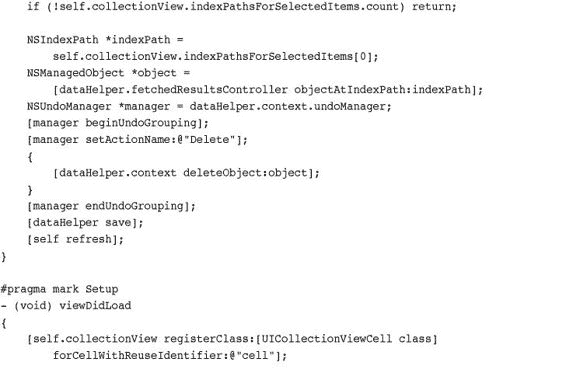 if (!self.collectionView.indexPathsForSelectedItems.count) return;
NSIndexPath *indexPath =
self.collectionView.indexPathsForSelectedItems[0];
NSManagedObject *object =
[dataHelper.fetchedResultsController objectAtIndexPath:indexPath];
NSUndoManager *manager = dataHelper.context.undoManager;
[manager beginUndoGrouping];
[manager setActionName:@"Delete"];
{
[dataHelper.context deleteObject:object];
}
[manager endUndoGrouping];
[dataHelper save];
[self refresh];
}
#pragma mark Setup
- (void) viewDidLoad
{
[self.collectionView registerClass:[UICollectionViewCell class]
forCellWithReuseIdentifier:@"cell"];